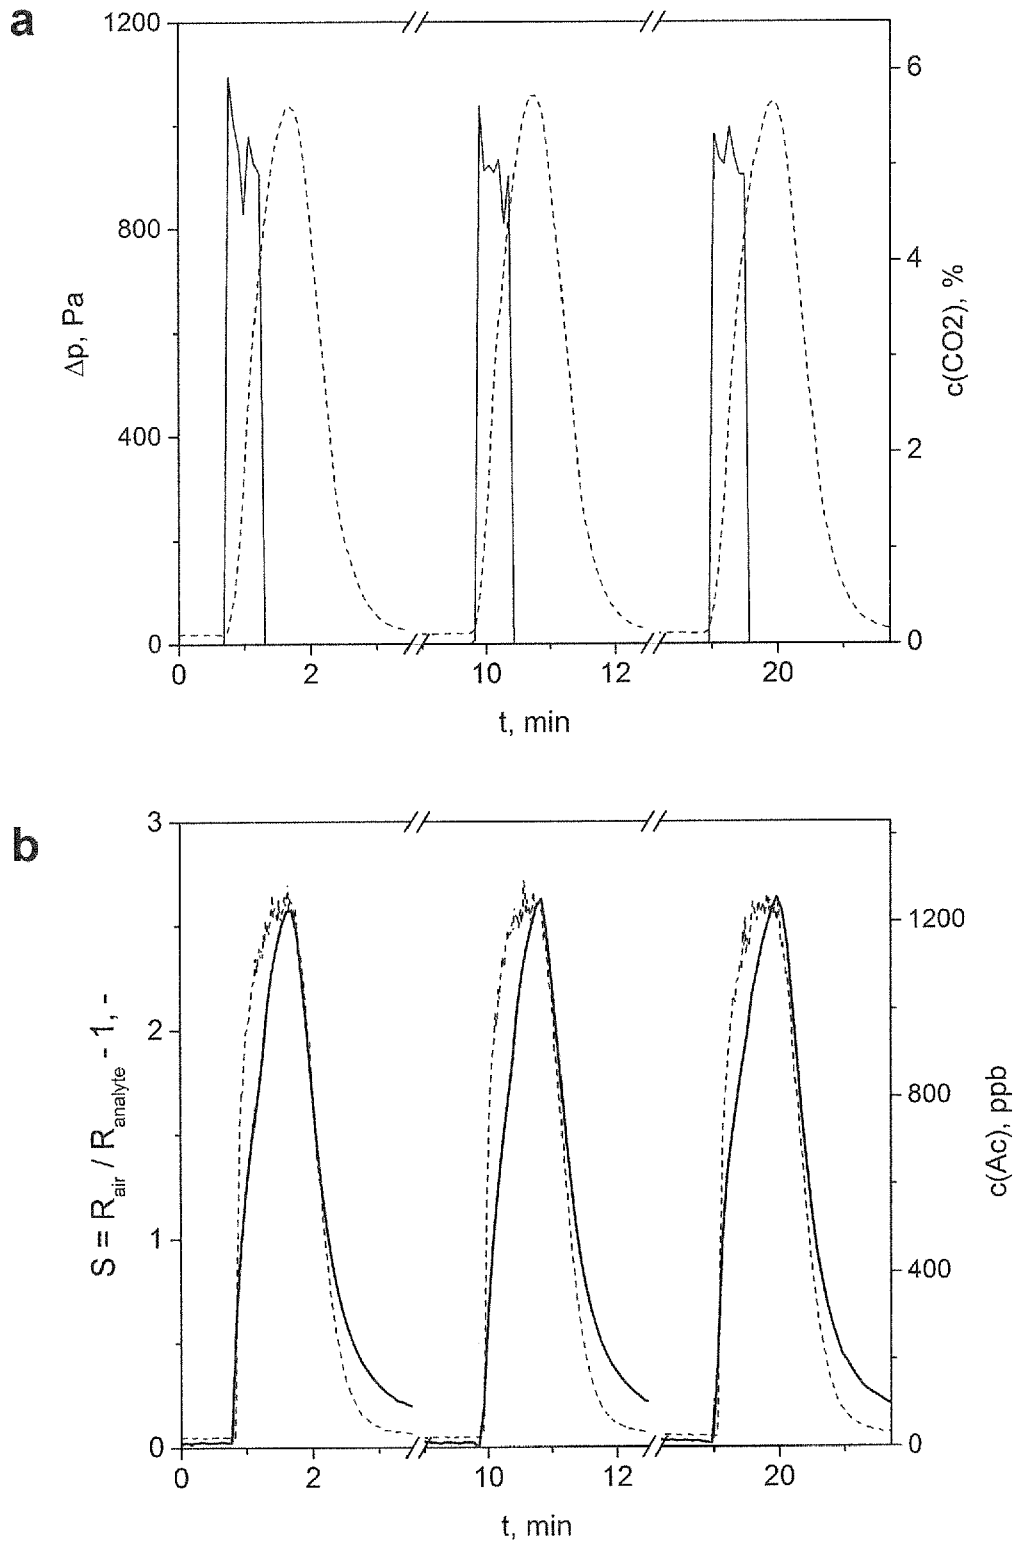 a
1200
800
400
0
Δp, Pa
6
4
2
0
c(CO2), %
0 2 10 12 20
t, min
b
3
2
1
0
S = R_air / R_analyte - 1, -
1200
800
400
0
c(Ac), ppb
0 2 10 12 20
t, min